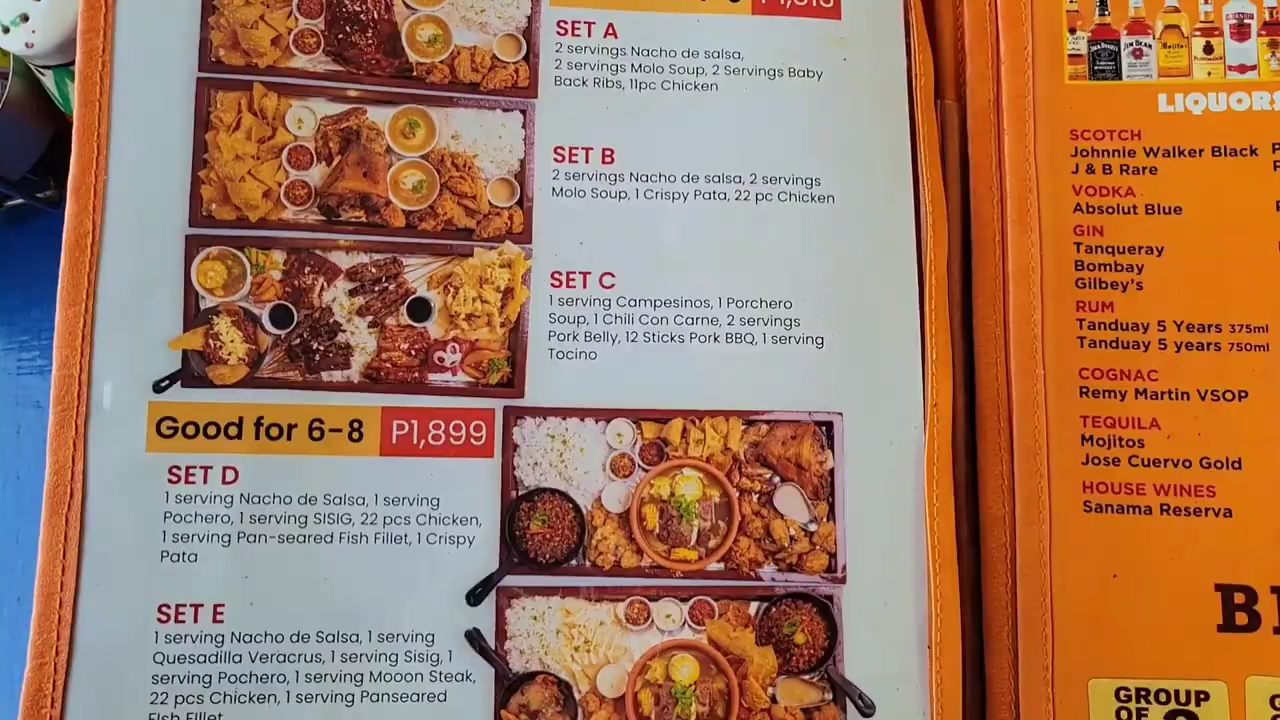 SET A
2 servings Nacho de salsa,
2 servings Molo Soup, 2 Servings Baby
Back Ribs, 11pc Chicken
SET B
2 servings Nacho de salsa, 2 servings
Molo Soup, 1 Crispy Pata, 22 pc Chicken
SET C
1 serving Campesinos, 1 Porchero
Soup, 1 Chili Con Carne, 2 servings
Pork Belly, 12 Sticks Pork BBQ, 1 serving
Tocino
Good for 6-8 P1,899
SET D
1 serving Nacho de Salsa, 1 serving
Pochero, 1 serving SISIG, 22 pcs Chicken,
1 serving Pan-seared Fish Fillet, 1 Crispy
Pata
SET E
1 serving Nacho de Salsa, 1 serving
Quesadilla Veracrus, 1 serving Sisig, 1
serving Pochero, 1 serving Mooon Steak,
22 pcs Chicken, 1 serving Panseared
Fish Fillet
JIM BEAM
LIQUORS
SCOTCH
Johnnie Walker Black
J & B Rare
VODKA
Absolut Blue
GIN
Tanqueray
Bombay
Gilbey's
RUM
Tanduay 5 Years 375ml
Tanduay 5 years 750ml
COGNAC
Remy Martin VSOP
TEQUILA
Mojitos
Jose Cuervo Gold
HOUSE WINES
Sanama Reserva
GROUP
OF